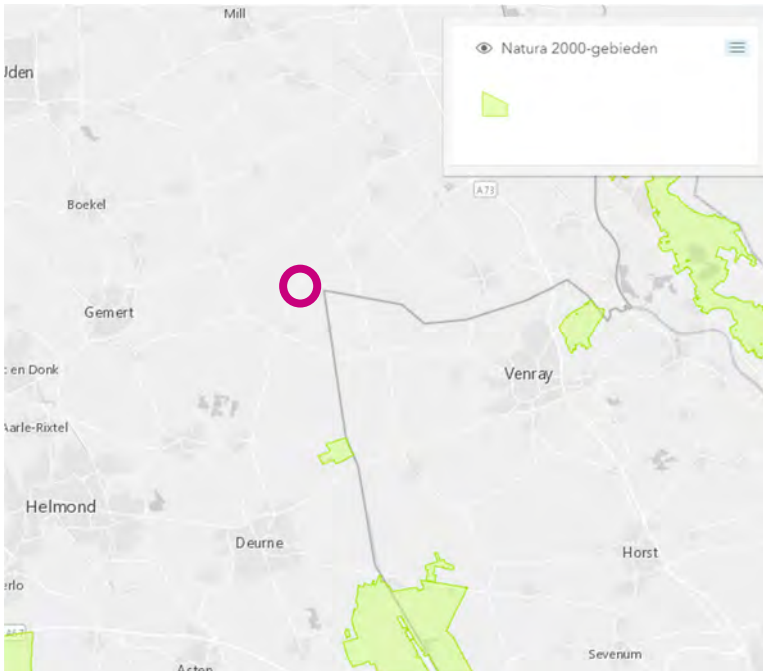 Mill
Natura 2000-gebieden
Uden
A73
Boekel
Gemert
en Donk
Venray
Aarle-Rixtel
Helmond
Deurne
Horst
erlo
Sevenum
Asten